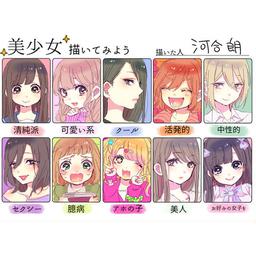 美少女描いてみよう 描いた人 河合朗
清純派 可愛い系 クール 活発的 中性的
セクシー 臆病 アホの子 美人 お好みの女子を